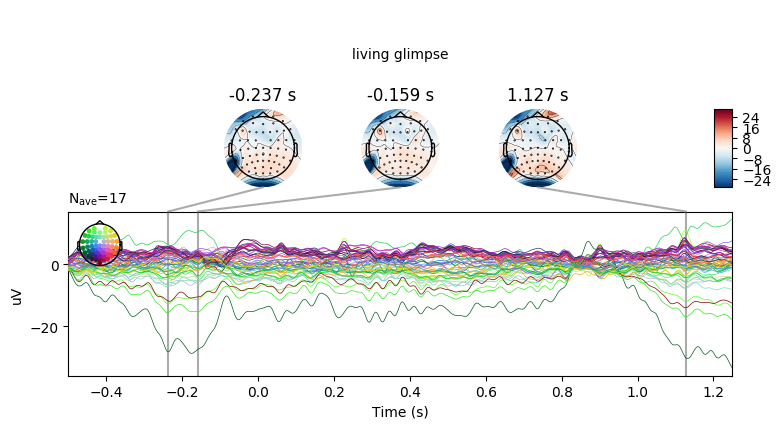 living glimpse
-0.237 s
-0.159 s
1.127 s
24
16
8
0
−8
−16
−24
Nave=17
0
−20
uV
−0.4
−0.2
0.0
0.2
0.4
0.6
0.8
1.0
1.2
Time (s)